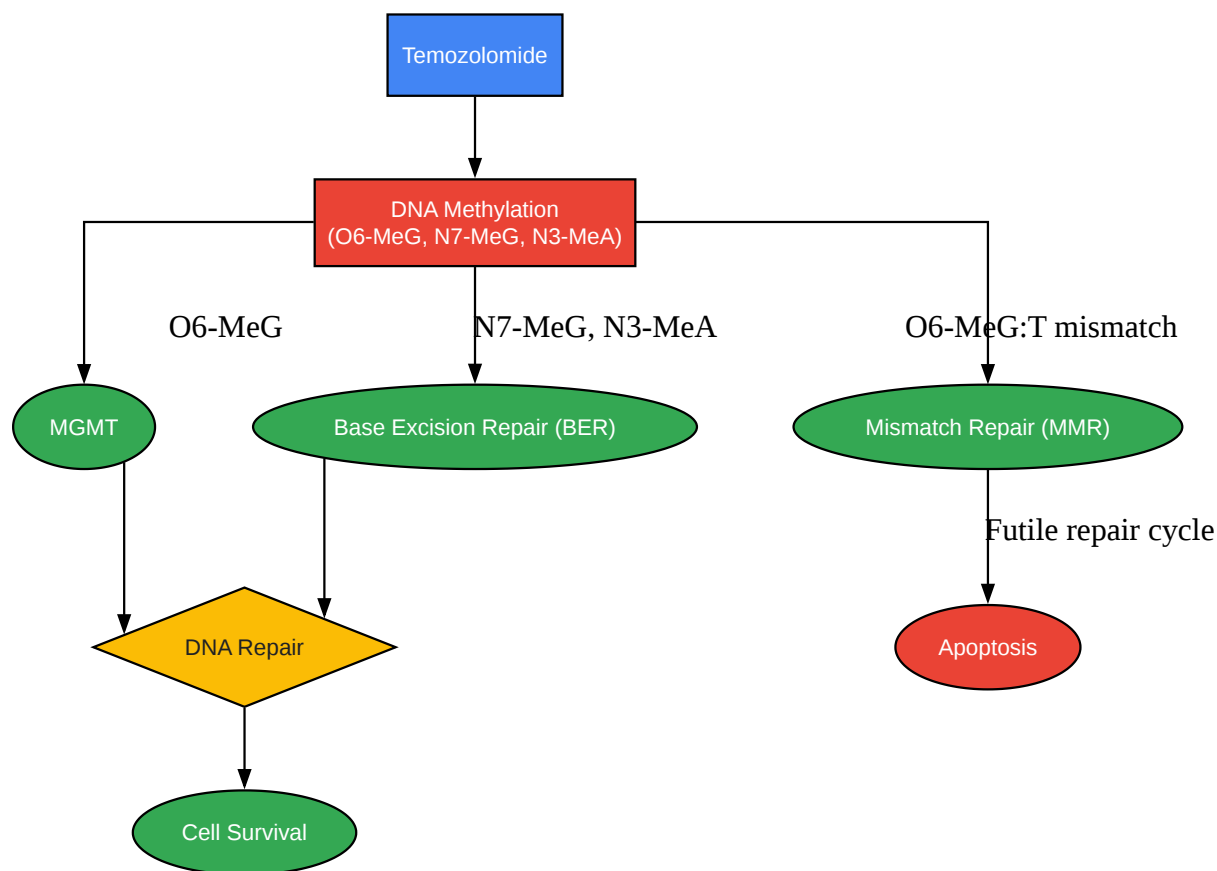 Temozolomide
DNA Methylation
(O6-MeG, N7-MeG, N3-MeA)
O6-MeG
N7-MeG, N3-MeA
O6-MeG:T mismatch
MGMT
Base Excision Repair (BER)
Mismatch Repair (MMR)
Futile repair cycle
DNA Repair
Apoptosis
Cell Survival